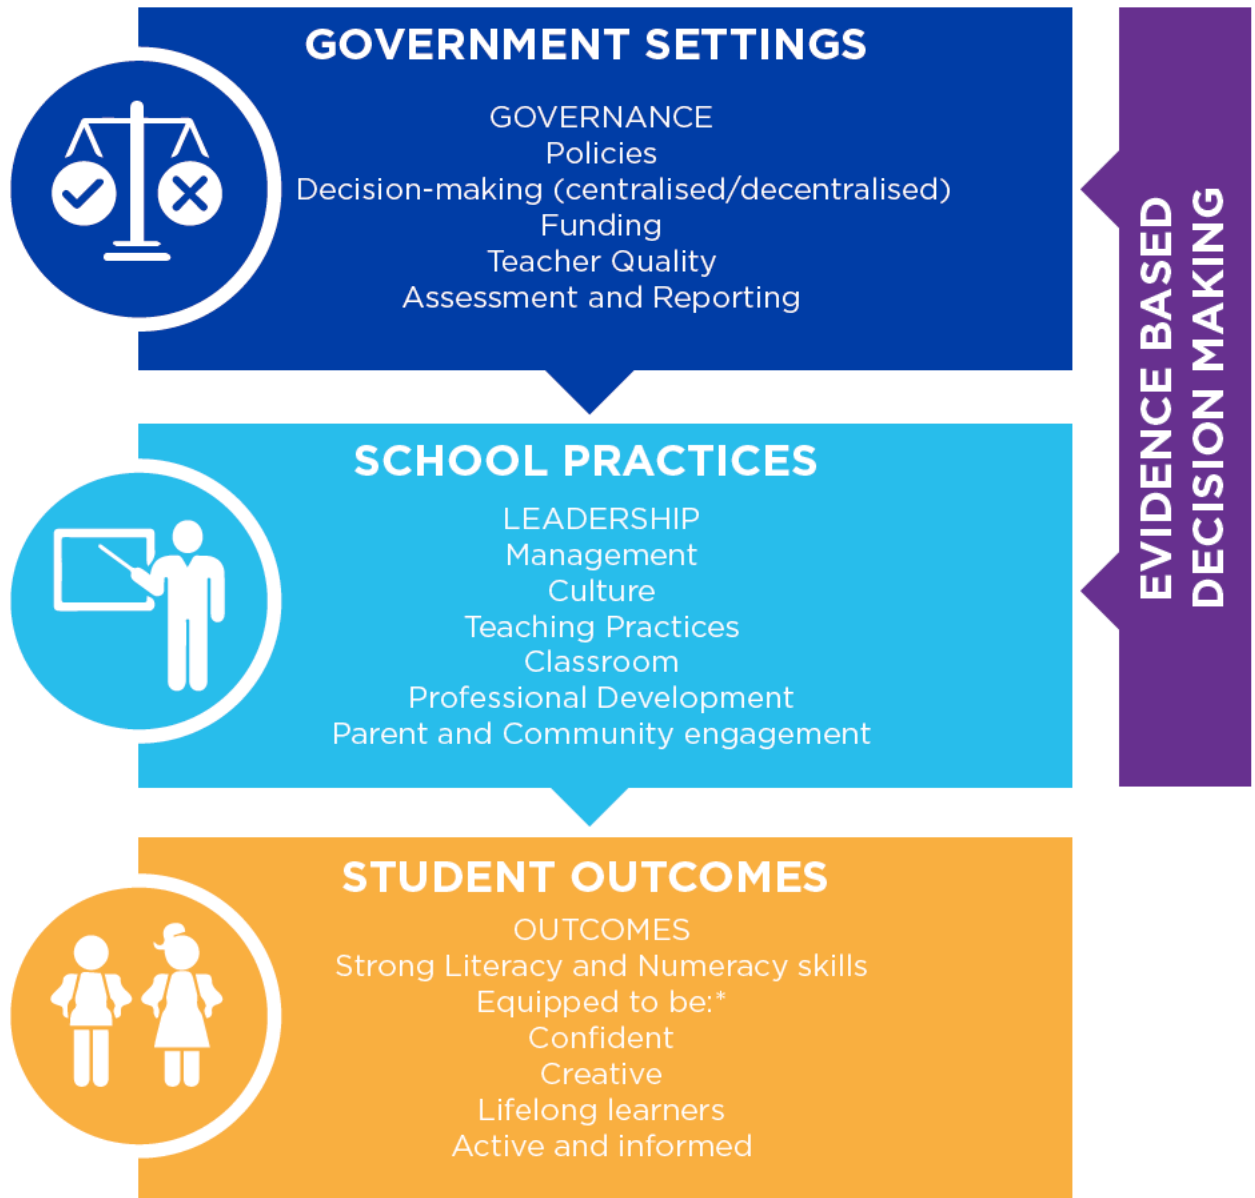 GOVERNMENT SETTINGS
GOVERNANCE
Policies
Decision-making (centralised/decentralised)
Funding
Teacher Quality
Assessment and Reporting
SCHOOL PRACTICES
LEADERSHIP
Management
Culture
Teaching Practices
Classroom
Professional Development
Parent and Community engagement
STUDENT OUTCOMES
OUTCOMES
Strong Literacy and Numeracy skills
Equipped to be:*
Confident
Creative
Lifelong learners
Active and informed
EVIDENCE BASED
DECISION MAKING